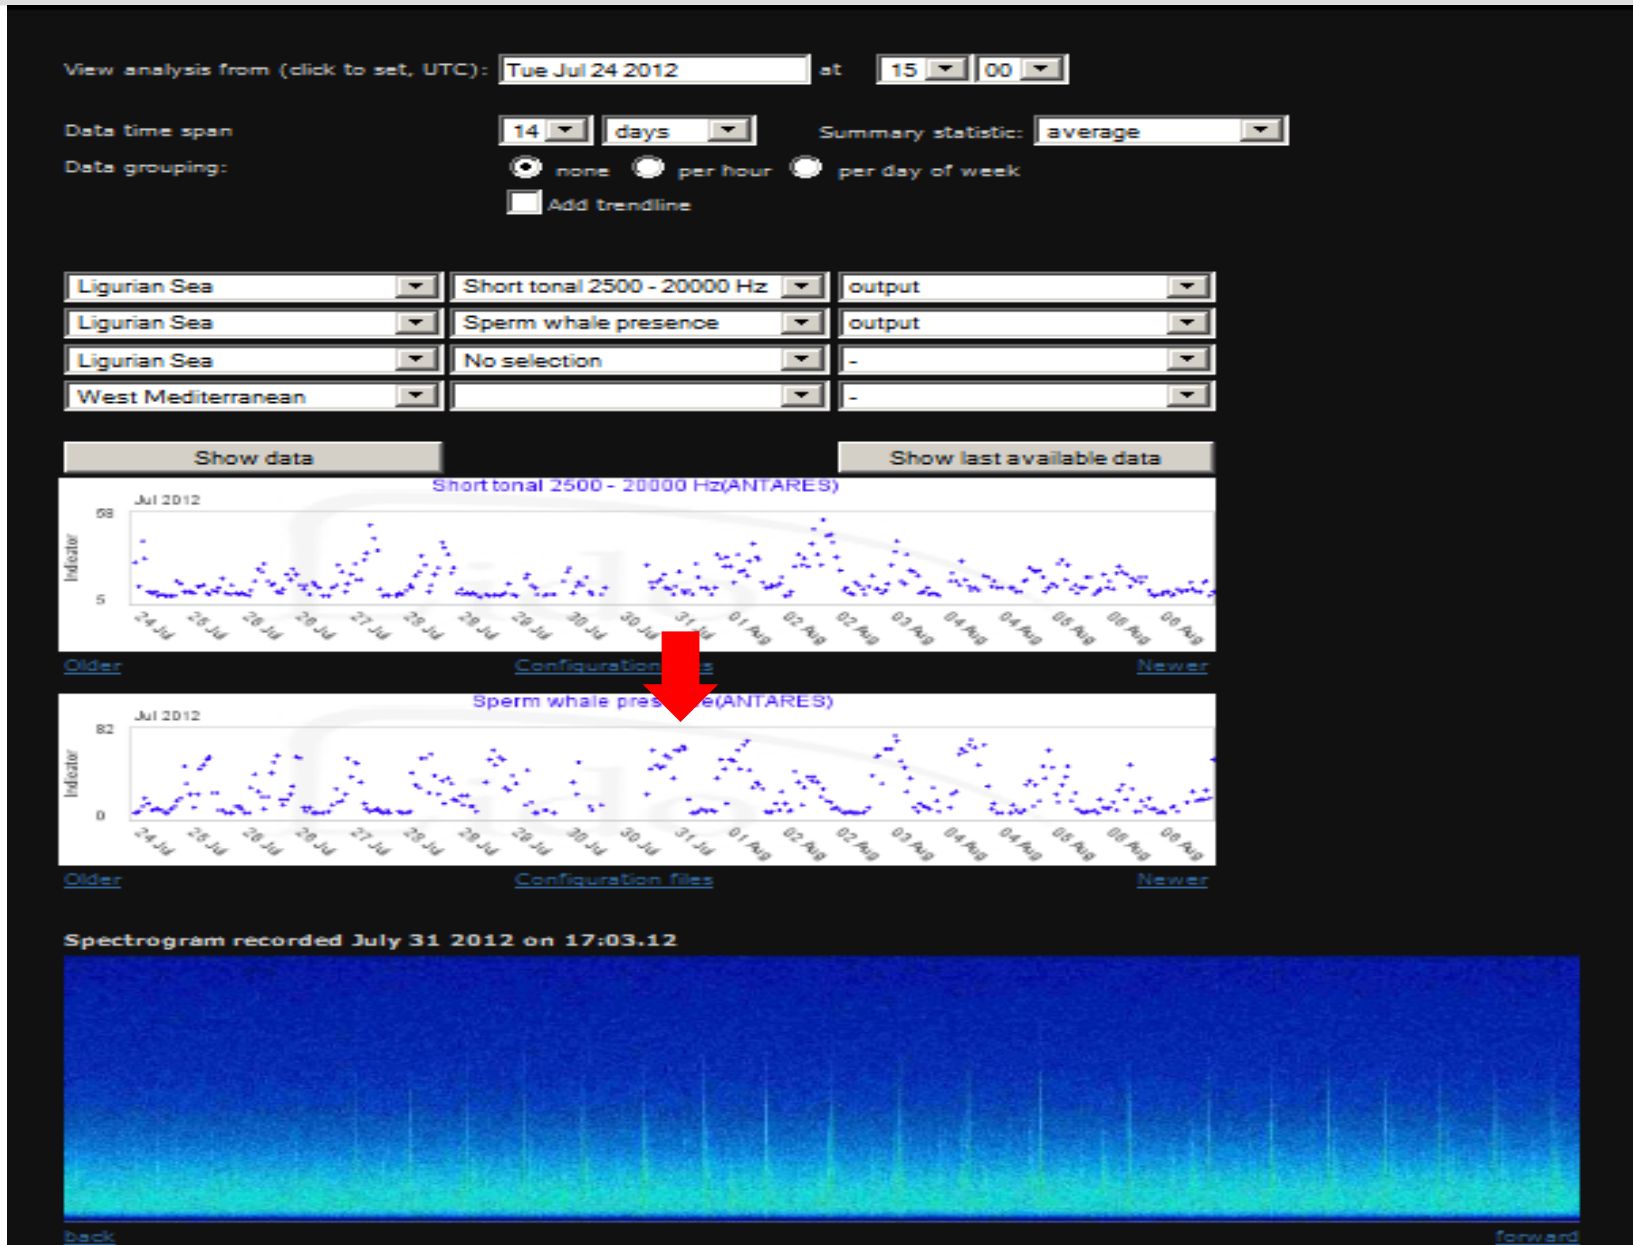 View analysis from (click to set, UTC): Tue Jul 24 2012 at 15 00
Data time span 14 days Summary statistic: average
Data grouping: none per hour per day of week
Add trendline
Ligurian Sea Short tonal 2500 - 20000 Hz output
Ligurian Sea Sperm whale presence output
Ligurian Sea No selection -
West Mediterranean -
Show data Show last available data
Short tonal 2500 - 20000 Hz(ANTARES)
Jul 2012
58
Indicator
5
24 Jul 25 Jul 26 Jul 26 Jul 27 Jul 28 Jul 28 Jul 29 Jul 30 Jul 30 Jul 31 Jul 01 Aug 02 Aug 02 Aug 03 Aug 04 Aug 04 Aug 05 Aug 06 Aug 06 Aug
Older Configuration Newer
Sperm whale (ANTARES)
Jul 2012
82
Indicator
0
24 Jul 25 Jul 26 Jul 26 Jul 27 Jul 28 Jul 28 Jul 29 Jul 30 Jul 30 Jul 31 Jul 01 Aug 02 Aug 02 Aug 03 Aug 04 Aug 04 Aug 05 Aug 06 Aug 06 Aug
Older Configuration files Newer
Spectrogram recorded July 31 2012 on 17:03.12
back forward